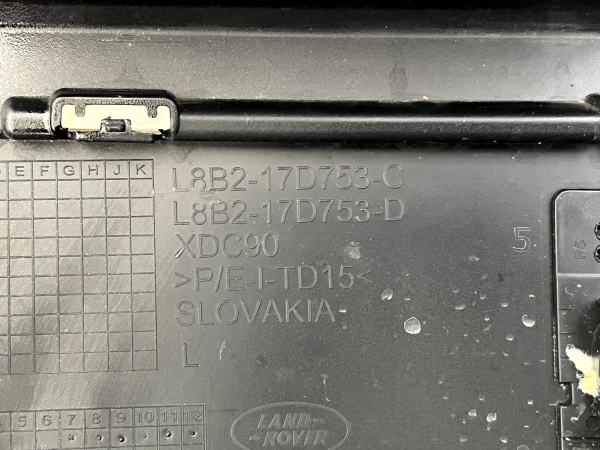 E F G H J K
L8B2-17D753-C
L8B2-17D753-D
XDC90
>P/E-I-TD15<
SLOVAKIA
L
5
5 6 7 8 9 10 11 12
LAND-
-ROVER